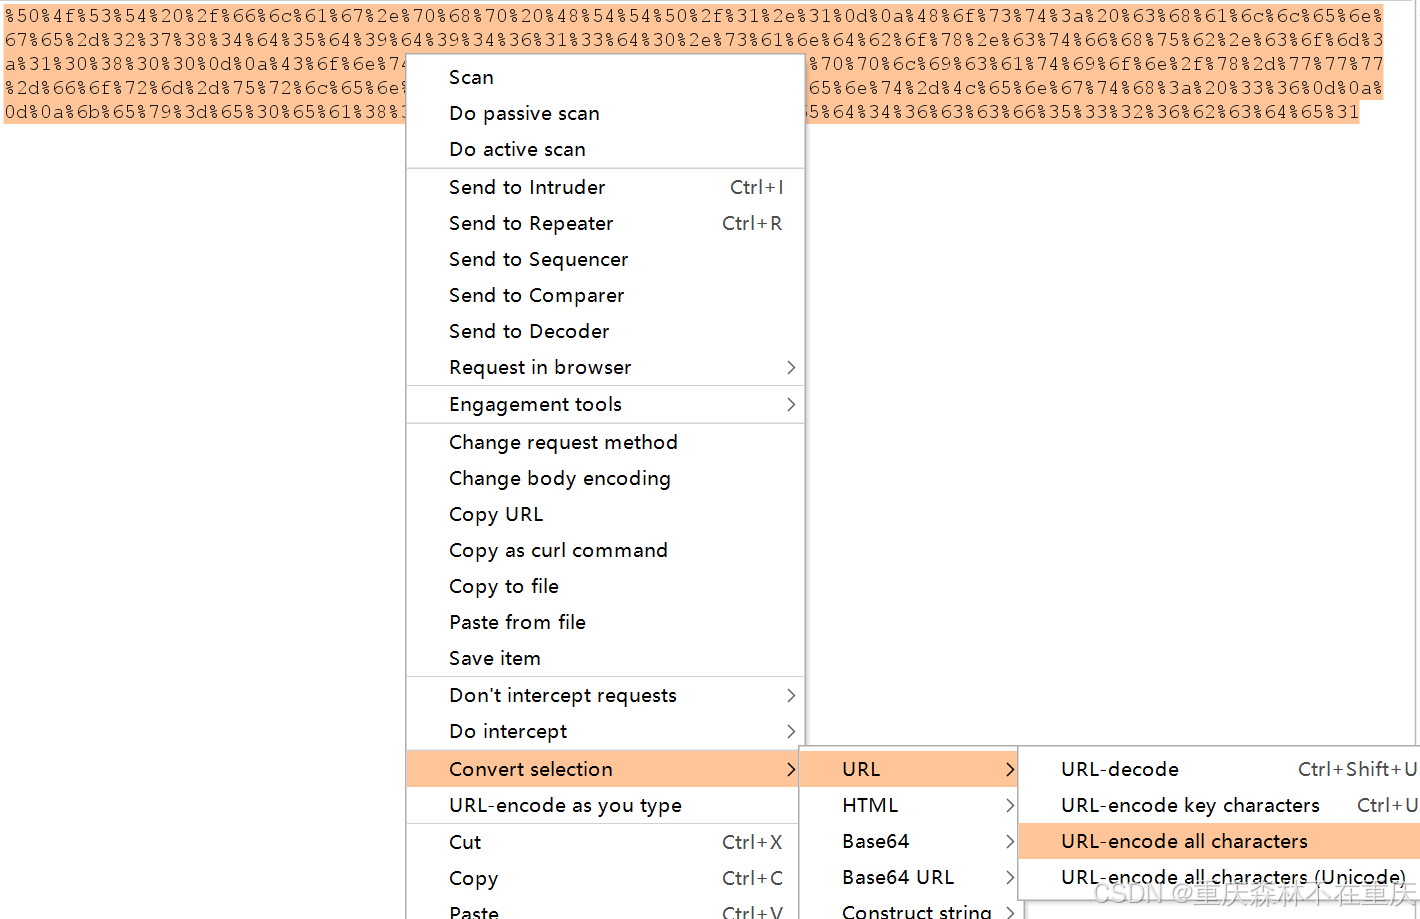 %50%4f%53%54%20%2f%66%6c%61%67%2e%70%68%70%20%48%54%54%50%2f%31%2e%31%0d%0a%48%6f%73%74%3a%20%63%68%61%6c%6c%65%6e%
67%65%2d%32%37%38%34%64%35%64%39%64%39%34%36%31%33%64%30%2e%73%61%6e%64%62%6f%78%2e%63%74%66%68%75%62%2e%63%6f%6d%3
a%31%30%38%30%30%0d%0a%43%6f%6e%74 %70%70%6c%69%63%61%74%69%6f%6e%2f%78%2d%77%77%77
%2d%66%6f%72%6d%2d%75%72%6c%65%6e% 65%6e%74%2d%4c%65%6e%67%74%68%3a%20%33%36%0d%0a%
0d%0a%6b%65%79%3d%65%30%65%61%38%3 5%64%34%36%63%63%66%35%33%32%36%62%63%64%65%31
Scan
Do passive scan
Do active scan
Send to Intruder Ctrl+I
Send to Repeater Ctrl+R
Send to Sequencer
Send to Comparer
Send to Decoder
Request in browser
Engagement tools
Change request method
Change body encoding
Copy URL
Copy as curl command
Copy to file
Paste from file
Save item
Don't intercept requests
Do intercept
Convert selection URL URL-decode Ctrl+Shift+U
URL-encode as you type HTML URL-encode key characters Ctrl+U
Cut Ctrl+X Base64 URL-encode all characters
Copy Ctrl+C Base64 URL URL-encode all characters (Unicode)
Paste Ctrl+V Construct string
CSDN @重庆森林不在重庆